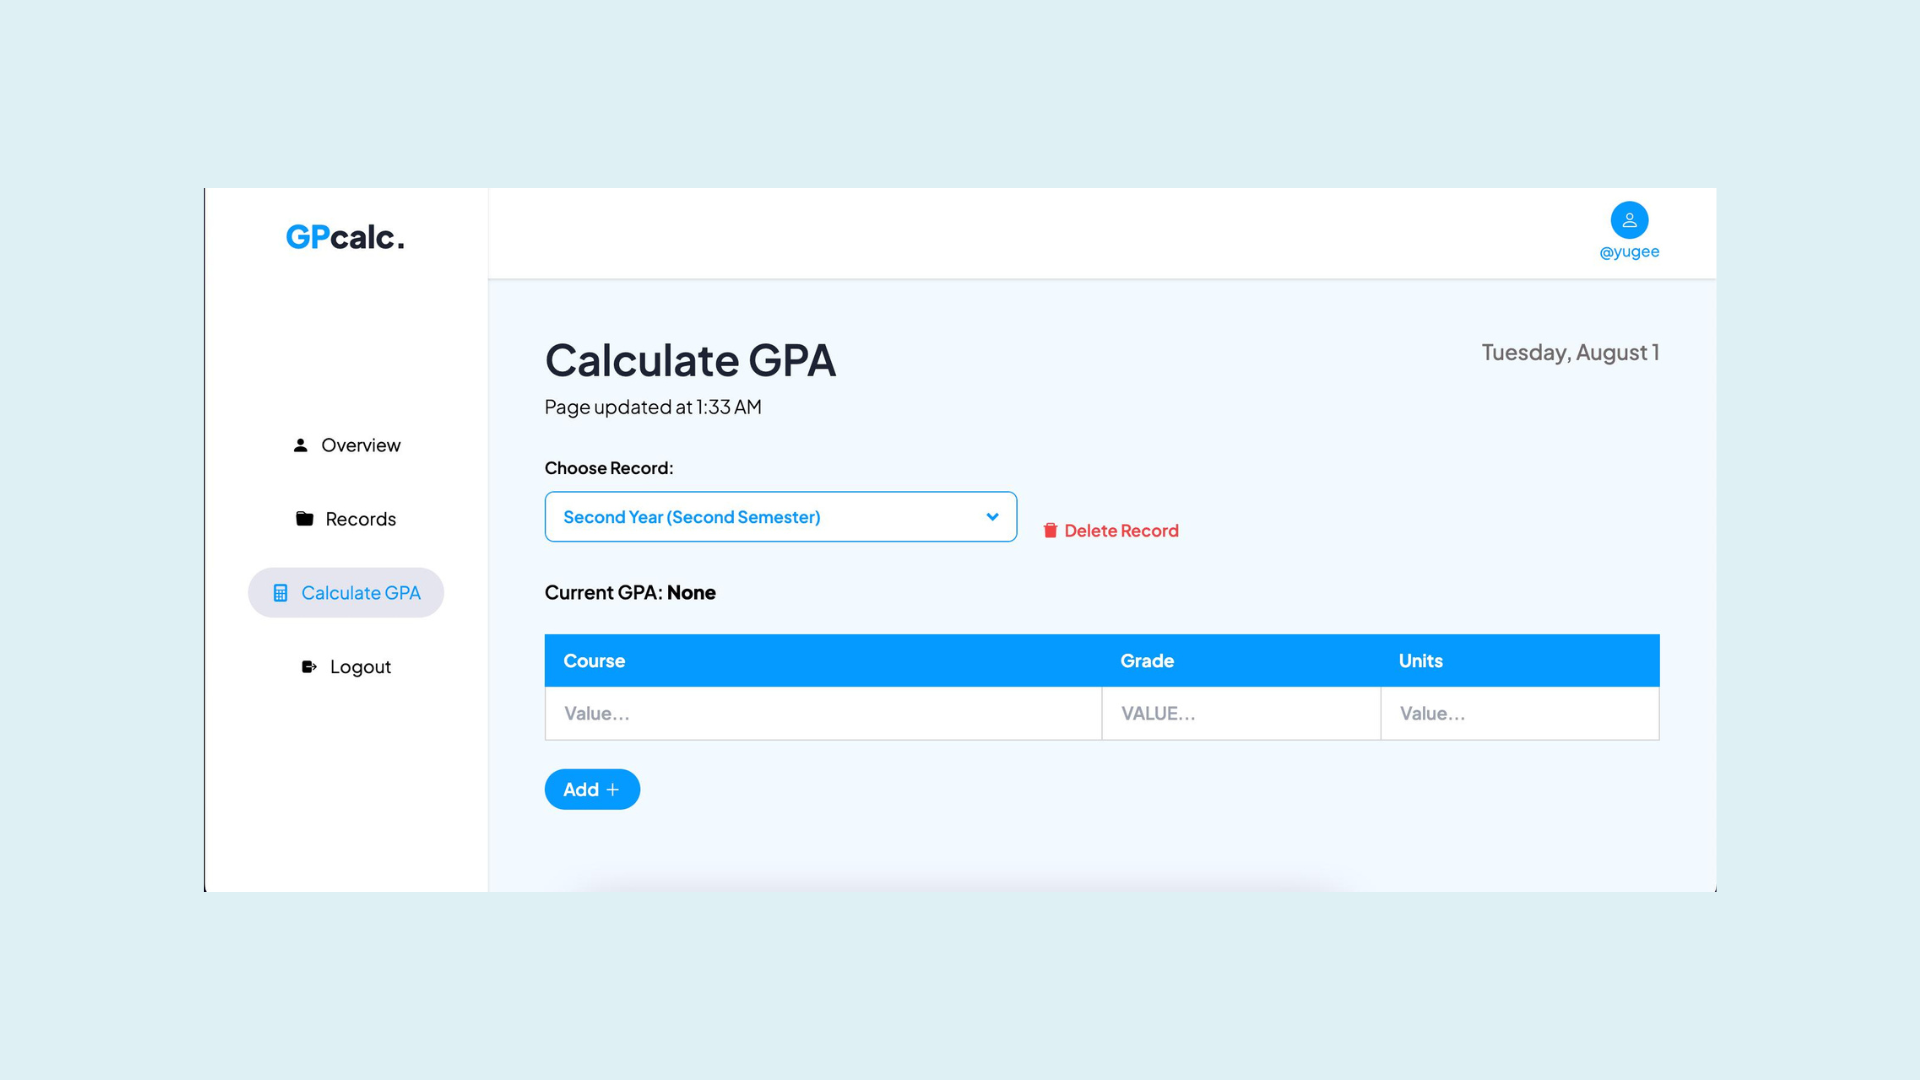 GPcalc.
@yugee
Calculate GPA
Tuesday, August 1
Page updated at 1:33 AM
Overview
Records
Calculate GPA
Logout
Choose Record:
Second Year (Second Semester)
Delete Record
Current GPA: None
Course Grade Units
Value... VALUE... Value...
Add +